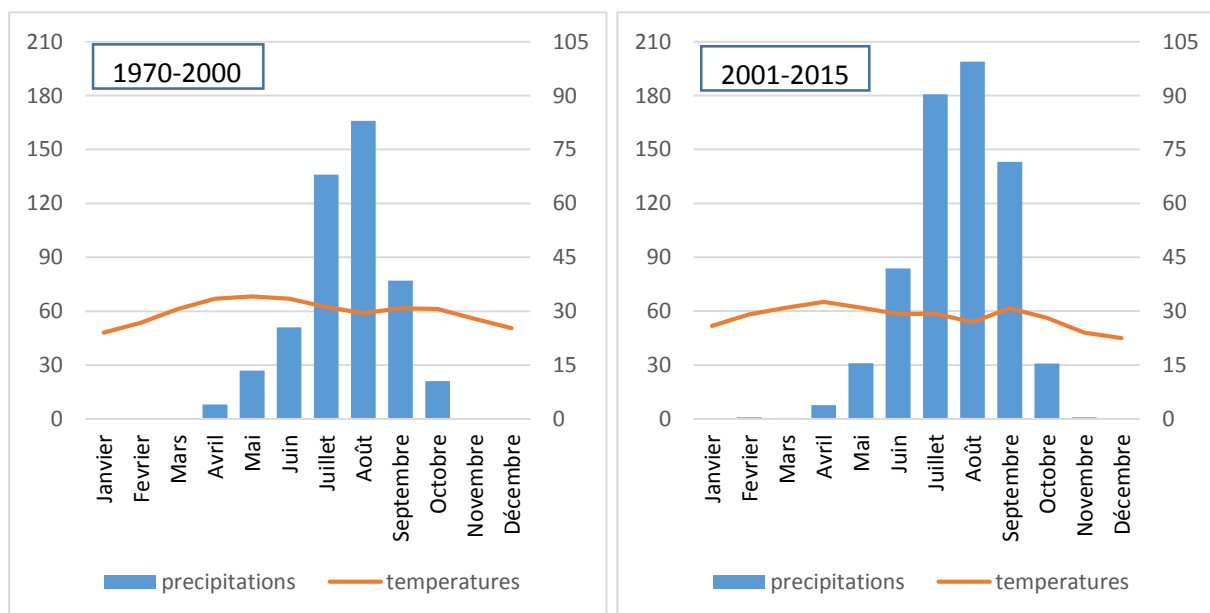 1970-2000
210
180
150
120
90
60
30
0
105
90
75
60
45
30
15
0
Janvier
Fevrier
Mars
Avril
Mai
Juin
Juillet
Août
Septembre
Octobre
Novembre
Décembre
precipitations
temperatures
2001-2015
210
180
150
120
90
60
30
0
105
90
75
60
45
30
15
0
Janvier
Fevrier
Mars
Avril
Mai
Juin
Juillet
Août
Septembre
Octobre
Novembre
Décembre
precipitations
temperatures